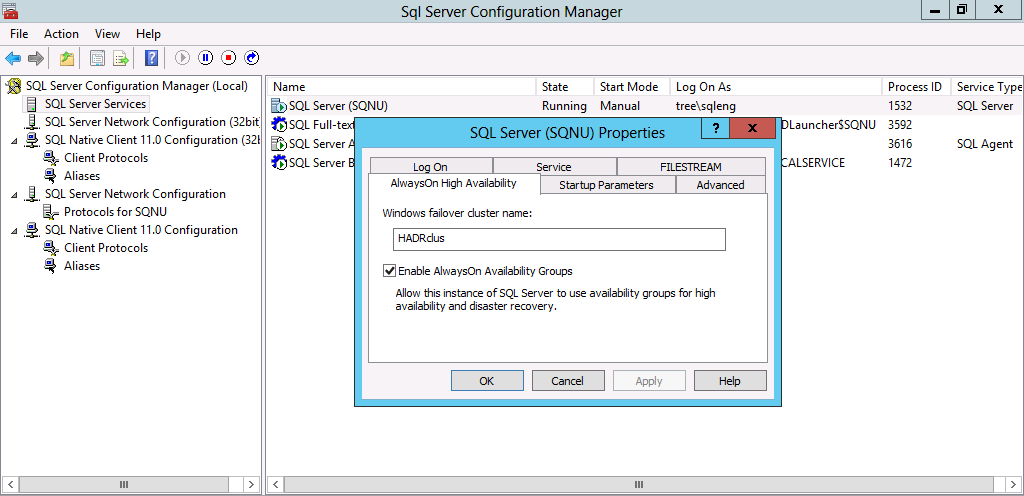 Sql Server Configuration Manager
File Action View Help
SQL Server Configuration Manager (Local)
SQL Server Services
SQL Server Network Configuration (32bit
SQL Native Client 11.0 Configuration (32l
Client Protocols
Aliases
SQL Server Network Configuration
Protocols for SQNU
SQL Native Client 11.0 Configuration
Client Protocols
Aliases
Name State Start Mode Log On As Process ID Service Type
SQL Server (SQNU) Running Manual tree\sqleng 1532 SQL Server
SQL Full-text DLauncher$SQNU 3592
SQL Server A 3616 SQL Agent
SQL Server B CALSERVICE 1472
SQL Server (SQNU) Properties
? X
Log On Service FILESTREAM
AlwaysOn High Availability Startup Parameters Advanced
Windows failover cluster name:
HADRclus
Enable AlwaysOn Availability Groups
Allow this instance of SQL Server to use availability groups for high
availability and disaster recovery.
OK Cancel Apply Help